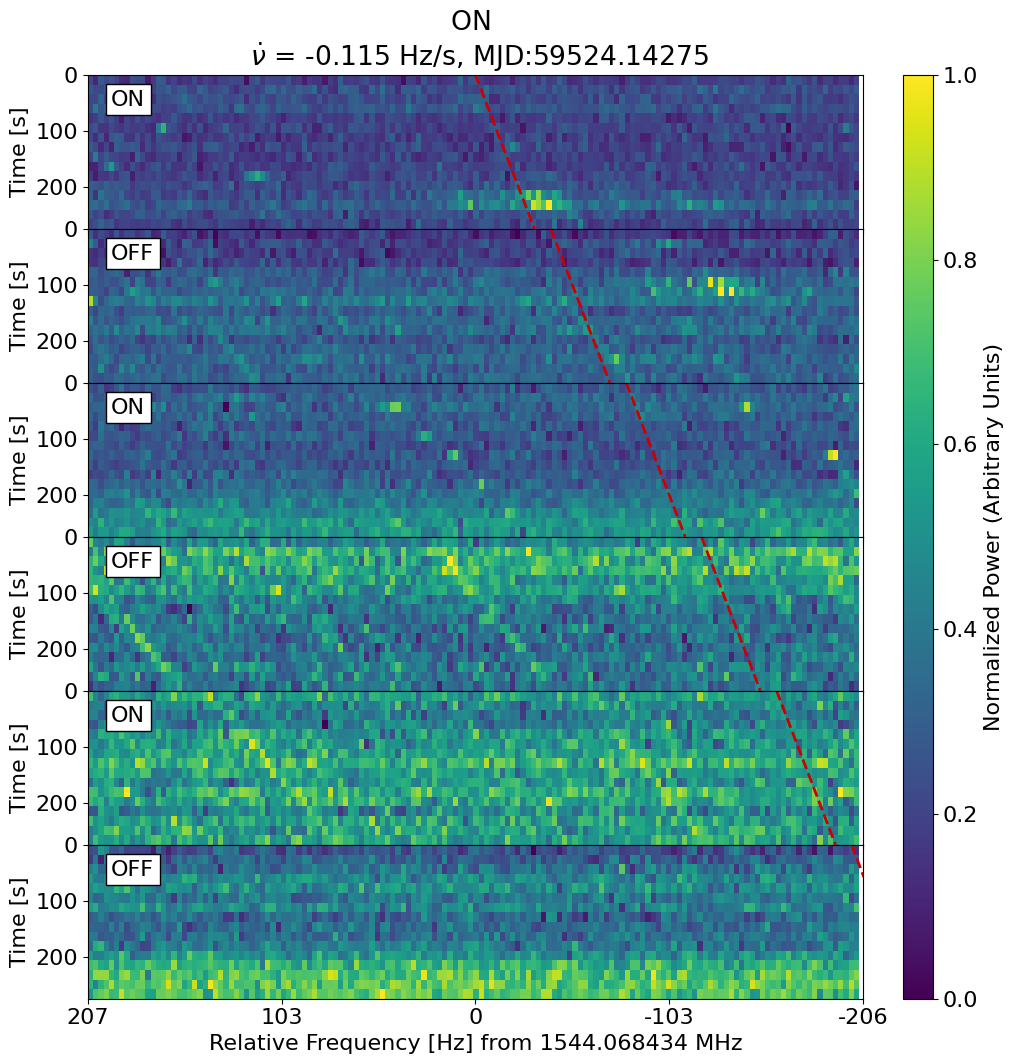 ON
ν̇ = -0.115 Hz/s, MJD:59524.14275
0
ON
100
Time [s]
200
0
OFF
100
Time [s]
200
0
ON
100
Time [s]
200
0
OFF
100
Time [s]
200
0
ON
100
Time [s]
200
0
OFF
100
Time [s]
200
207 103 0 -103 -206
Relative Frequency [Hz] from 1544.068434 MHz
1.0
0.8
0.6
0.4
0.2
0.0
Normalized Power (Arbitrary Units)